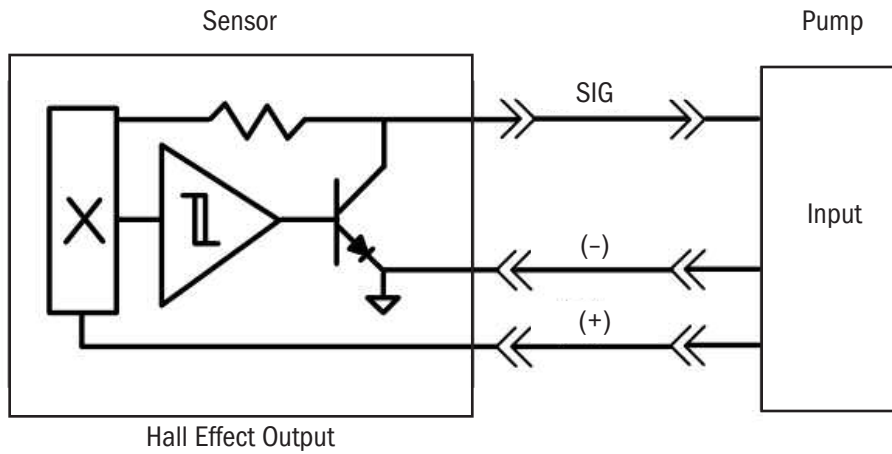 Sensor
Pump
SIG
Input
(–)
(+)
Hall Effect Output